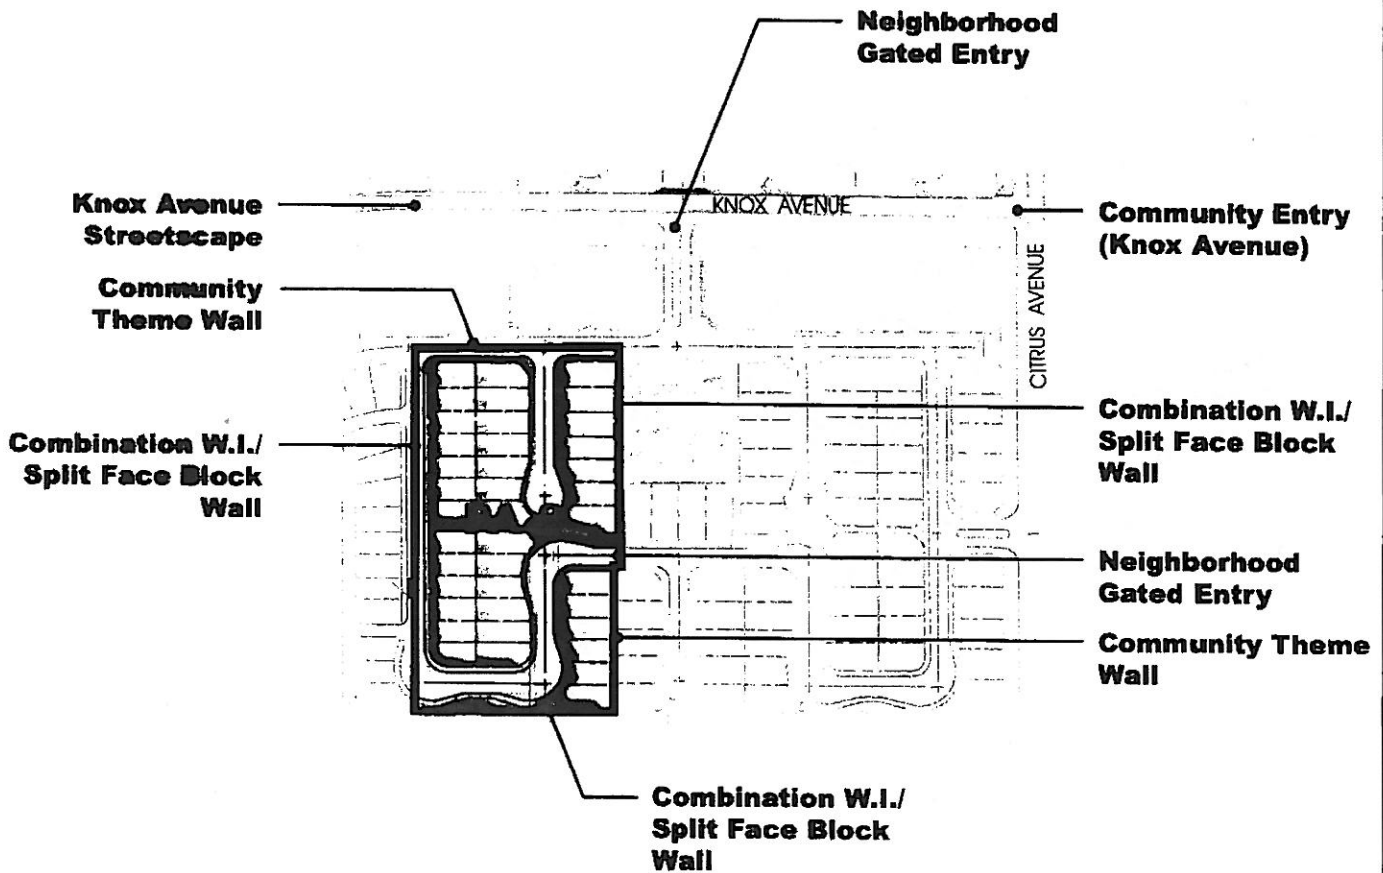 Neighborhood
Gated Entry
Knox Avenue
Streetscape
KNOX AVENUE
Community Entry
(Knox Avenue)
Community
Theme Wall
CITRUS AVENUE
Combination W.I./
Split Face Block
Wall
Combination W.I./
Split Face Block
Wall
Neighborhood
Gated Entry
Community Theme
Wall
Combination W.I./
Split Face Block
Wall